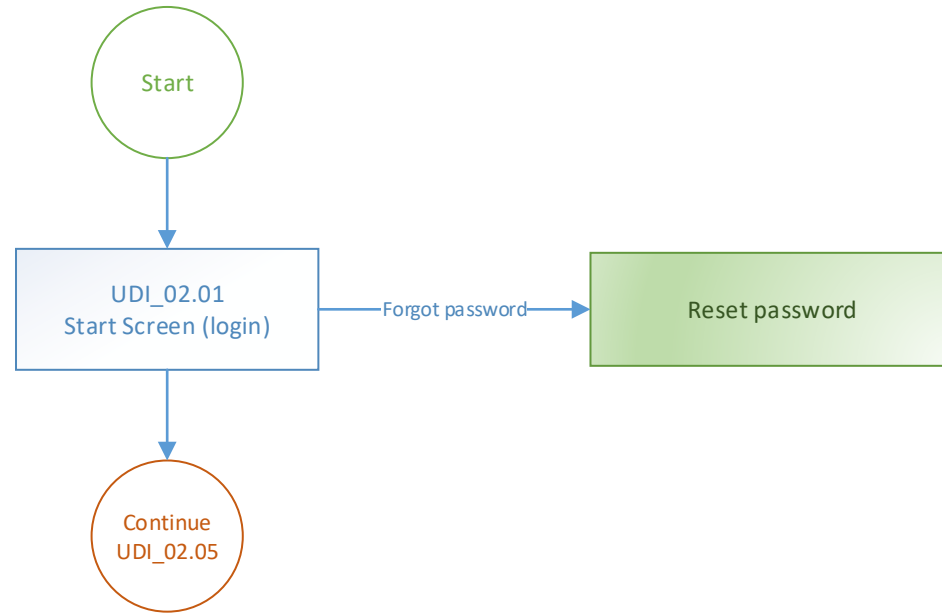 Start
UDI_02.01
Start Screen (login)
Forgot password
Reset password
Continue
UDI_02.05